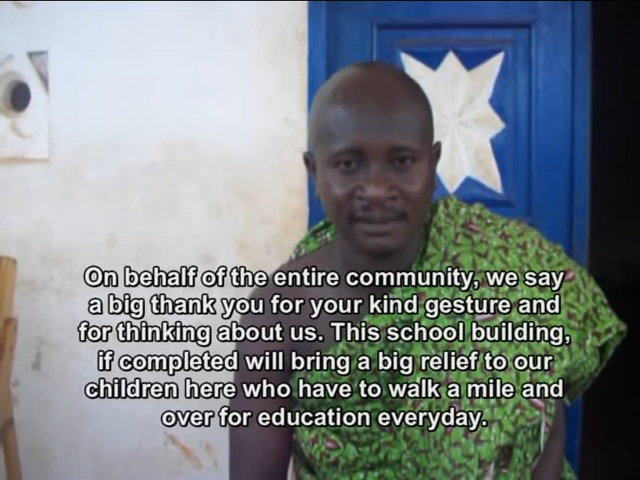 On behalf of the entire community, we say
a big thank you for your kind gesture and
for thinking about us. This school building,
if completed will bring a big relief to our
children here who have to walk a mile and
over for education everyday.